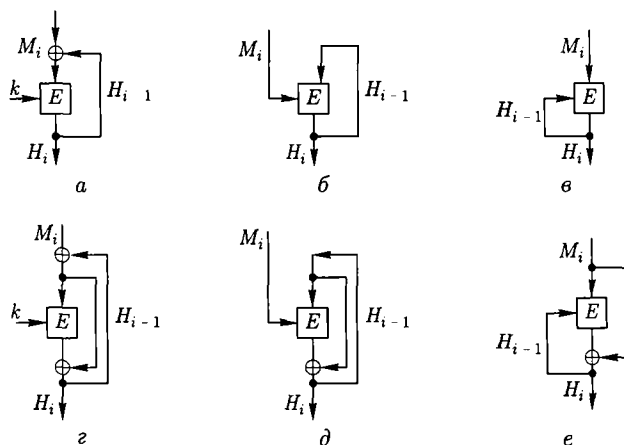 M_i
k
E
H_{i-1}
H_i
а
M_i
E
H_{i-1}
H_i
б
M_i
E
H_{i-1}
H_i
в
M_i
k
E
H_{i-1}
H_i
г
M_i
E
H_{i-1}
H_i
д
M_i
E
H_{i-1}
H_i
е